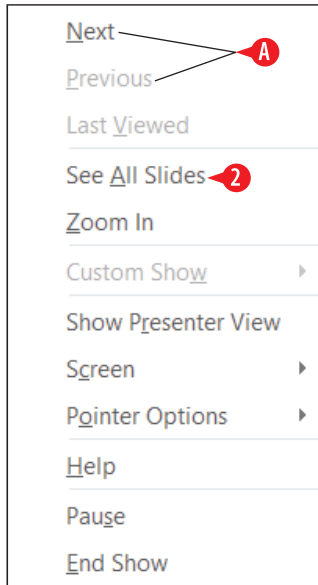 Next
A
Previous
Last Viewed
See All Slides 2
Zoom In
Custom Show
Show Presenter View
Screen
Pointer Options
Help
Pause
End Show